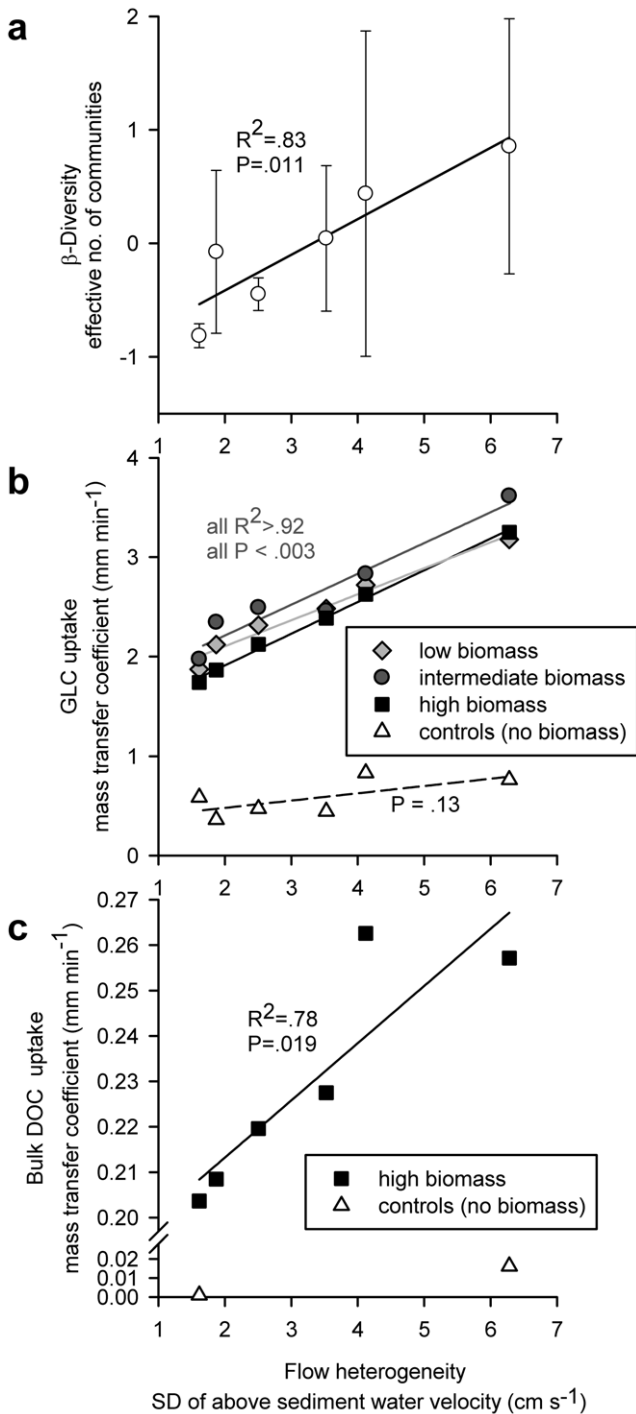 a
2
1
0
-1
R²=.83
P=.011
β-Diversity
effective no. of communities
1 2 3 4 5 6 7
b
4
3
2
1
0
all R²>.92
all P < .003
GLC uptake
mass transfer coefficient (mm min⁻¹)
low biomass
intermediate biomass
high biomass
controls (no biomass)
P = .13
1 2 3 4 5 6 7
c
0.27
0.26
0.25
0.24
0.23
0.22
0.21
0.20
0.02
0.01
0.00
R²=.78
P=.019
Bulk DOC uptake
mass transfer coefficient (mm min⁻¹)
high biomass
controls (no biomass)
1 2 3 4 5 6 7
Flow heterogeneity
SD of above sediment water velocity (cm s⁻¹)